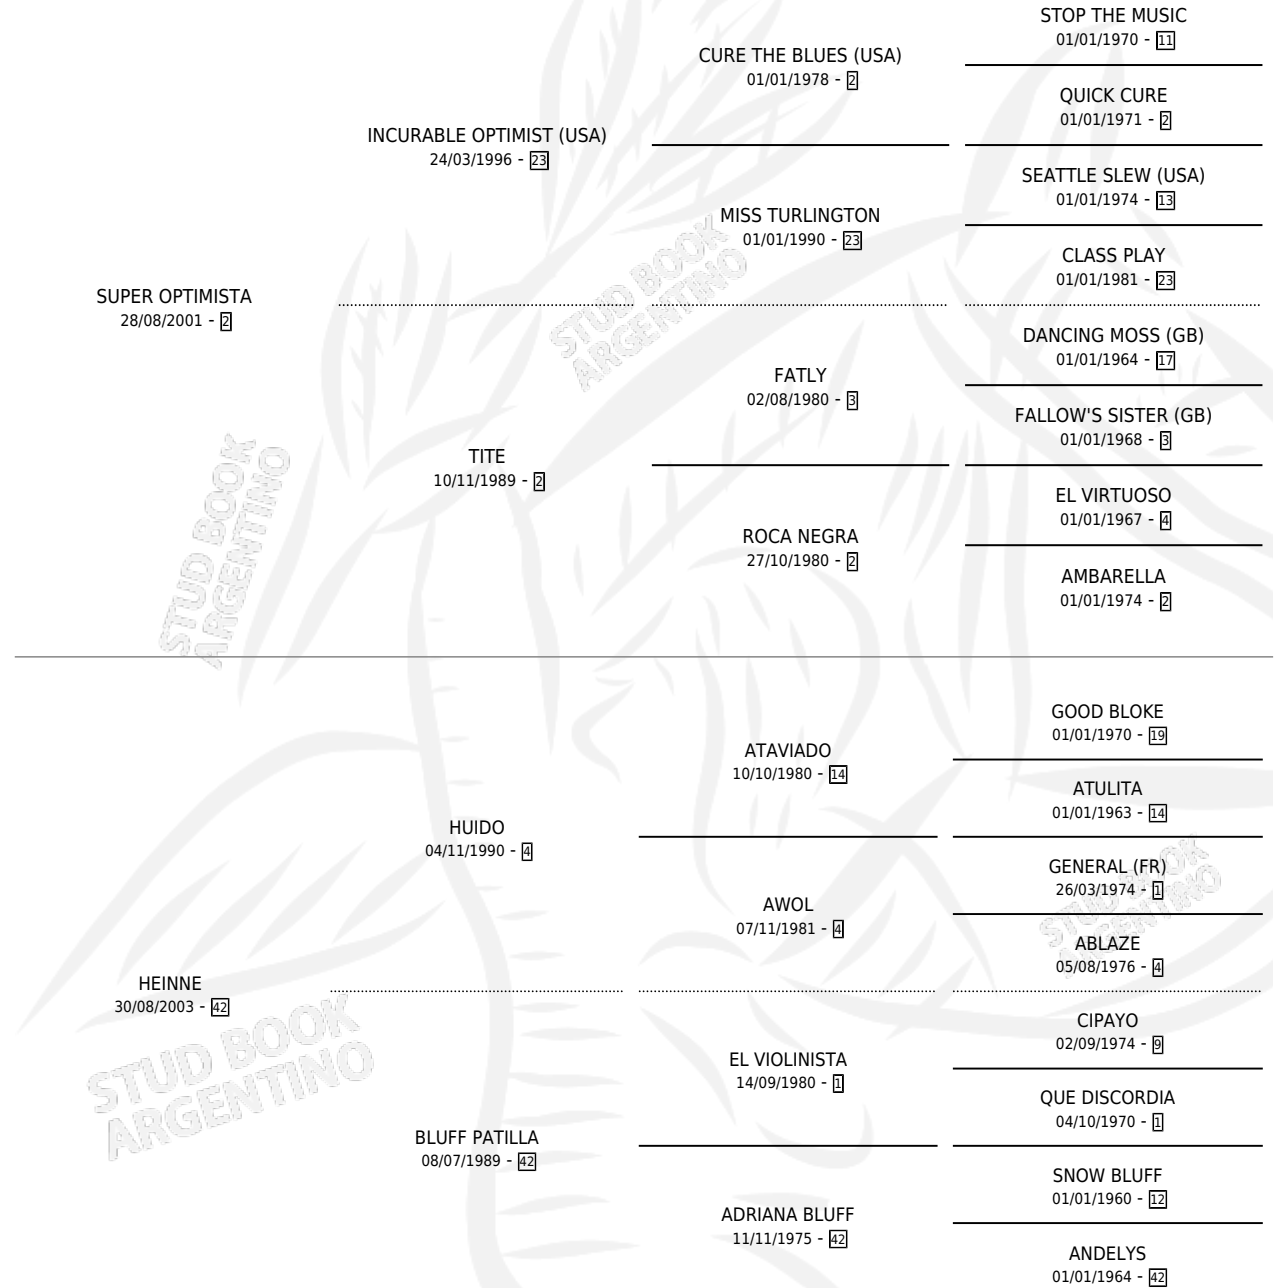 STOP THE MUSIC
01/01/1970 - 11
CURE THE BLUES (USA)
01/01/1978 - 2
QUICK CURE
01/01/1971 - 2
INCURABLE OPTIMIST (USA)
24/03/1996 - 23
SEATTLE SLEW (USA)
01/01/1974 - 13
MISS TURLINGTON
01/01/1990 - 23
CLASS PLAY
01/01/1981 - 23
SUPER OPTIMISTA
28/08/2001 - 2
STUD BOOK
ARGENTINO
DANCING MOSS (GB)
01/01/1964 - 17
FATLY
02/08/1980 - 3
FALLOW'S SISTER (GB)
01/01/1968 - 3
TITE
10/11/1989 - 2
EL VIRTUOSO
01/01/1967 - 4
ROCA NEGRA
27/10/1980 - 2
AMBARELLA
01/01/1974 - 2
STUD BOOK
ARGENTINO
GOOD BLOKE
01/01/1970 - 19
ATAVIADO
10/10/1980 - 14
ATULITA
01/01/1963 - 14
HUIDO
04/11/1990 - 4
GENERAL (FR)
26/03/1974 - 1
AWOL
07/11/1981 - 4
STUD BOOK
ARGENTINO
ABLAZE
05/08/1976 - 4
HEINNE
30/08/2003 - 42
CIPAYO
02/09/1974 - 9
EL VIOLINISTA
14/09/1980 - 1
STUD BOOK
ARGENTINO
QUE DISCORDIA
04/10/1970 - 1
BLUFF PATILLA
08/07/1989 - 42
SNOW BLUFF
01/01/1960 - 12
ADRIANA BLUFF
11/11/1975 - 42
ANDELYS
01/01/1964 - 42